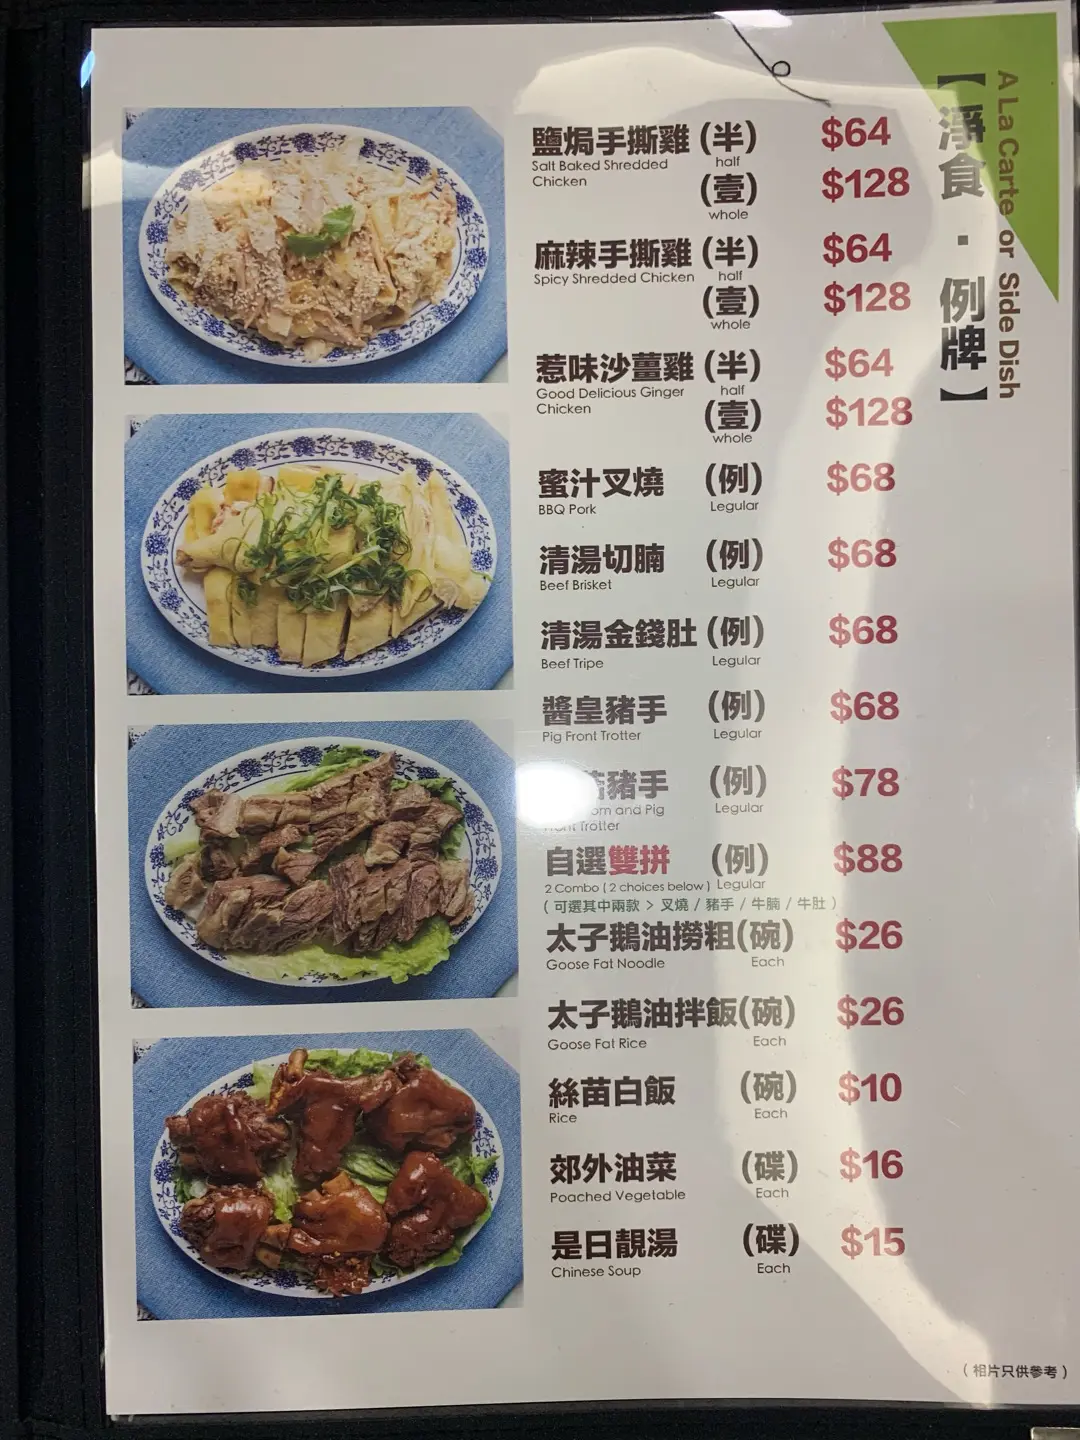 A La Carte or Side Dish
【淨食 · 例牌】
鹽焗手撕雞 (半) $64
Salt Baked Shredded half
Chicken
(壹) $128
whole
麻辣手撕雞 (半) $64
Spicy Shredded Chicken half
(壹) $128
whole
惹味沙薑雞 (半) $64
Good Delicious Ginger half
Chicken
(壹) $128
whole
蜜汁叉燒 (例) $68
BBQ Pork Legular
清湯切腩 (例) $68
Beef Brisket Legular
清湯金錢肚 (例) $68
Beef Tripe Legular
醬皇豬手 (例) $68
Pig Front Trotter Legular
豬手 (例) $78
and Pig Legular
Trotter
自選雙拼 (例) $88
2 Combo ( 2 choices below ) Legular
( 可選其中兩款 > 叉燒 / 豬手 / 牛腩 / 牛肚 )
太子鵝油撈粗 (碗) $26
Goose Fat Noodle Each
太子鵝油拌飯 (碗) $26
Goose Fat Rice Each
絲苗白飯 (碗) $10
Rice Each
郊外油菜 (碟) $16
Poached Vegetable Each
是日靚湯 (碟) $15
Chinese Soup Each
( 相片只供參考 )